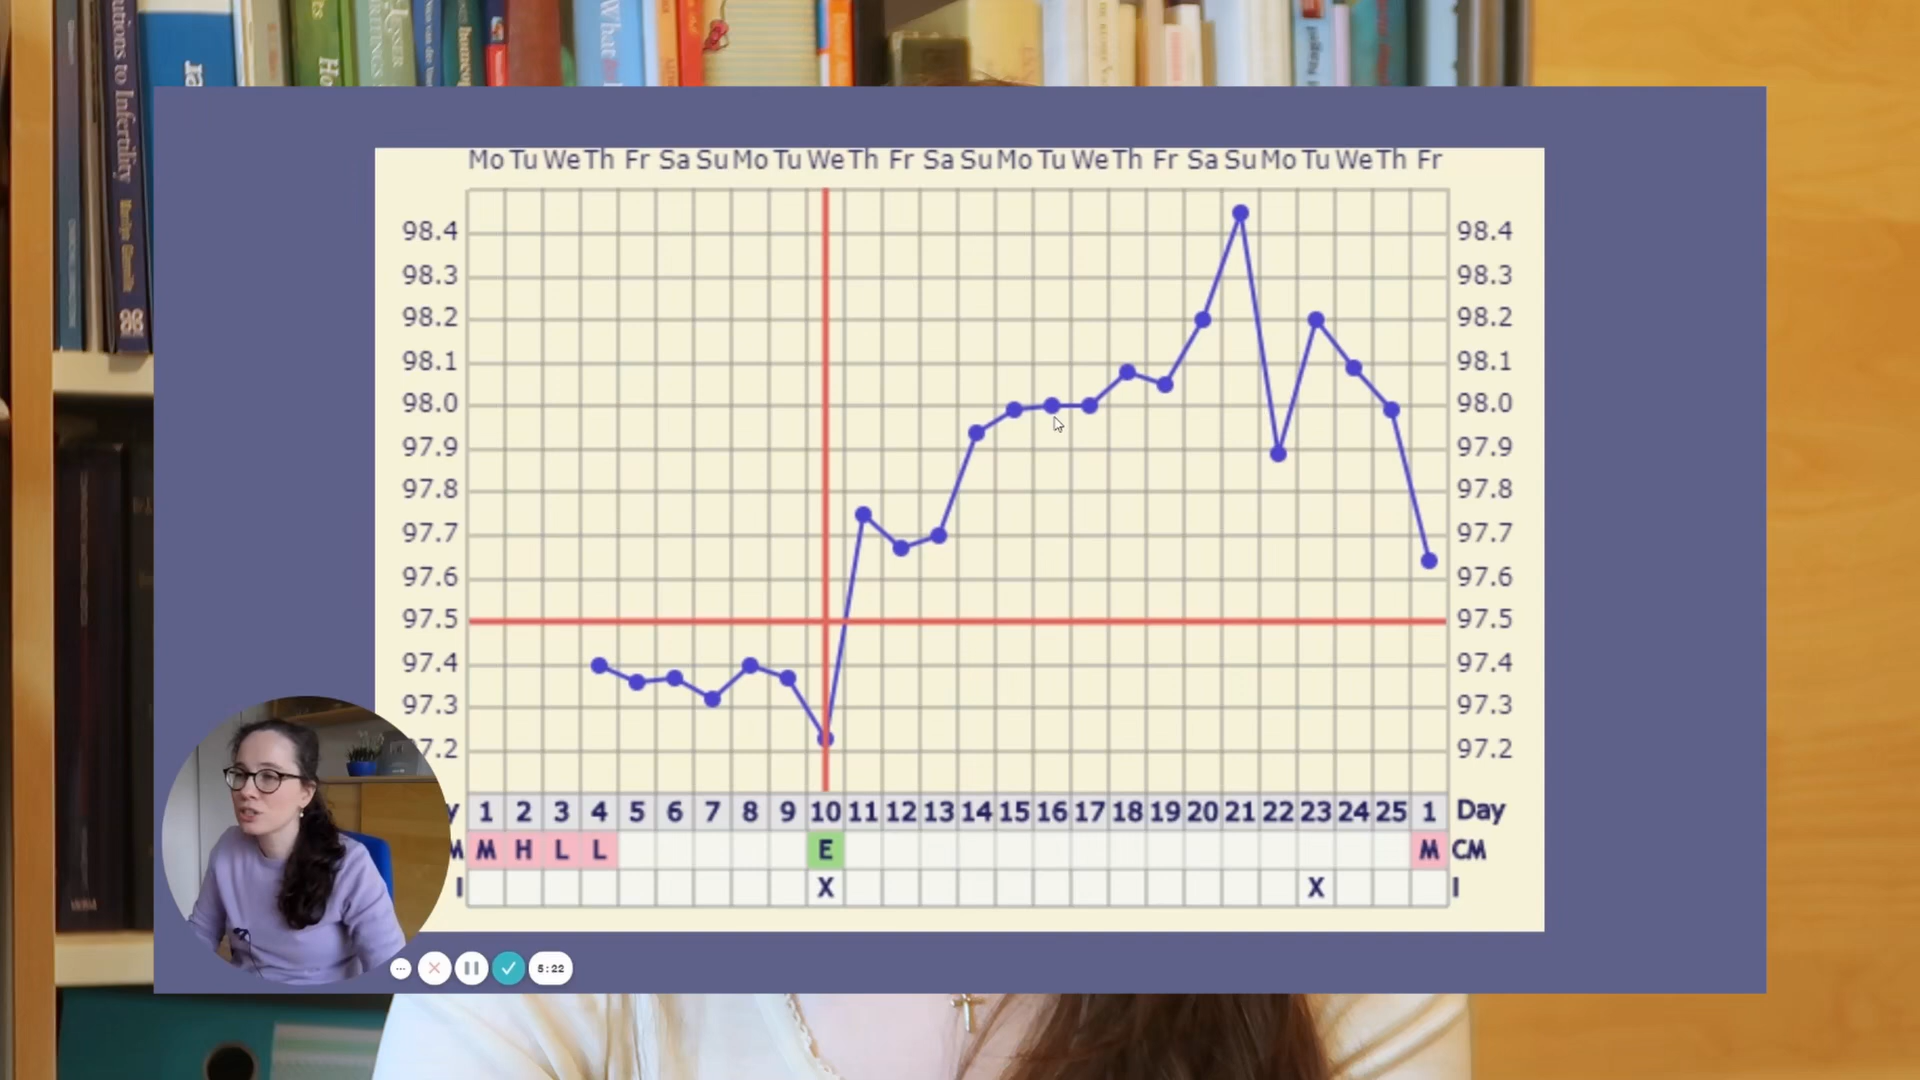 utions to Infertility
What
Mo Tu We Th Fr Sa Su Mo Tu We Th Fr Sa Su Mo Tu We Th Fr Sa Su Mo Tu We Th Fr
98.4 98.4
98.3 98.3
98.2 98.2
98.1 98.1
98.0 98.0
97.9 97.9
97.8 97.8
97.7 97.7
97.6 97.6
97.5 97.5
97.4 97.4
97.3 97.3
97.2 97.2
y 1 2 3 4 5 6 7 8 9 10 11 12 13 14 15 16 17 18 19 20 21 22 23 24 25 1 Day
M M H L L E M CM
I X X I
5:22